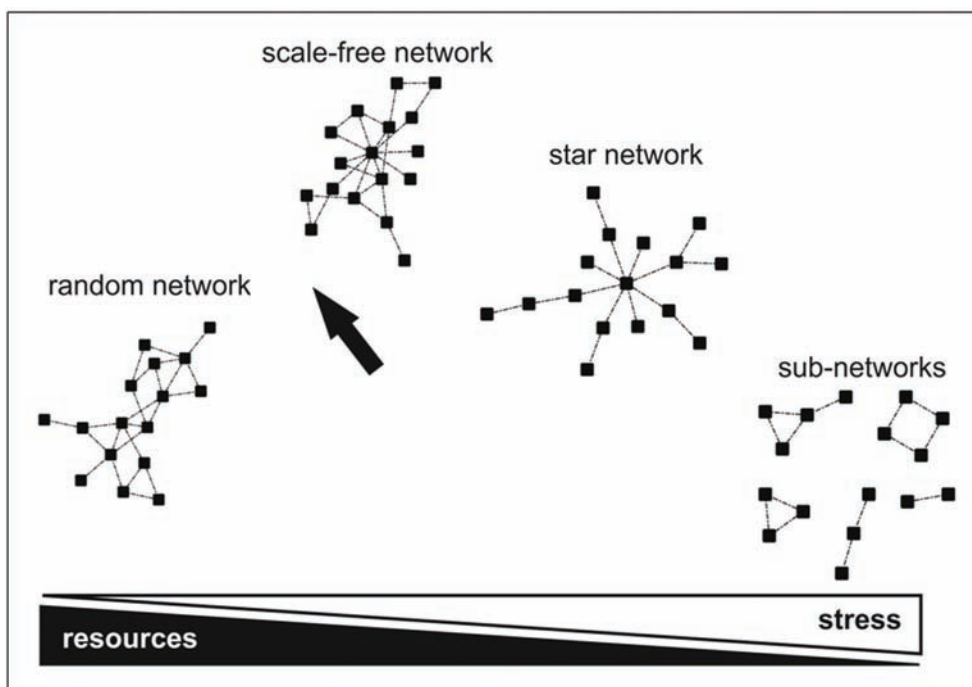 scale-free network
star network
random network
sub-networks
stress
resources